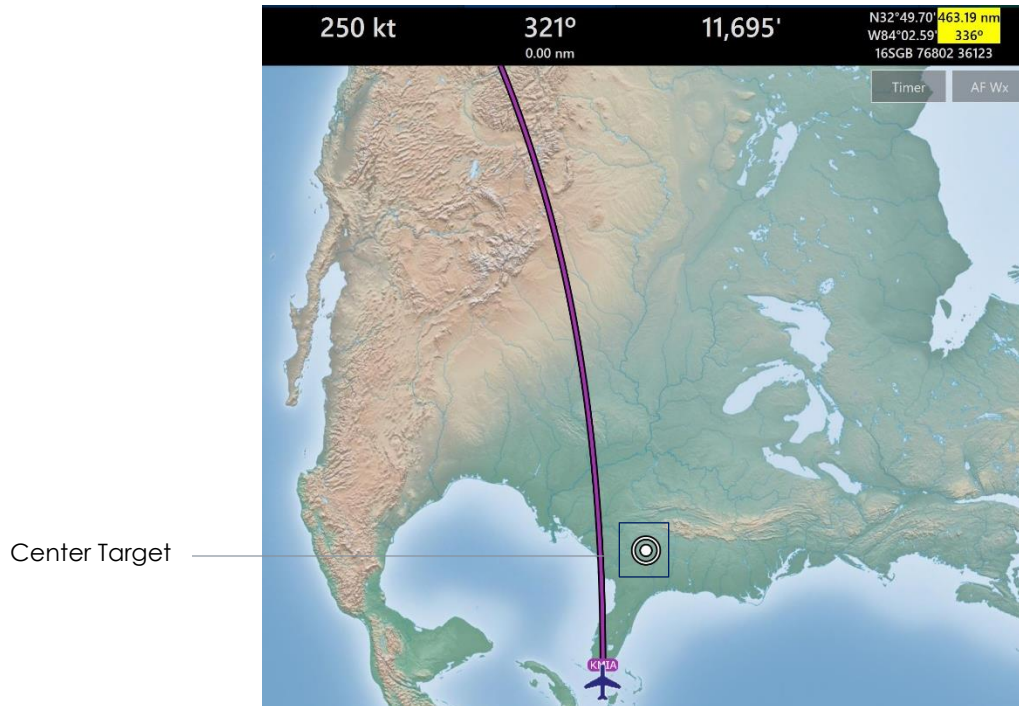 250 kt
321º
0.00 nm
11,695'
N32°49.70' 463.19 nm
W84°02.59' 336º
16SGB 76802 36123
Timer
AF Wx
Center Target
KMIA